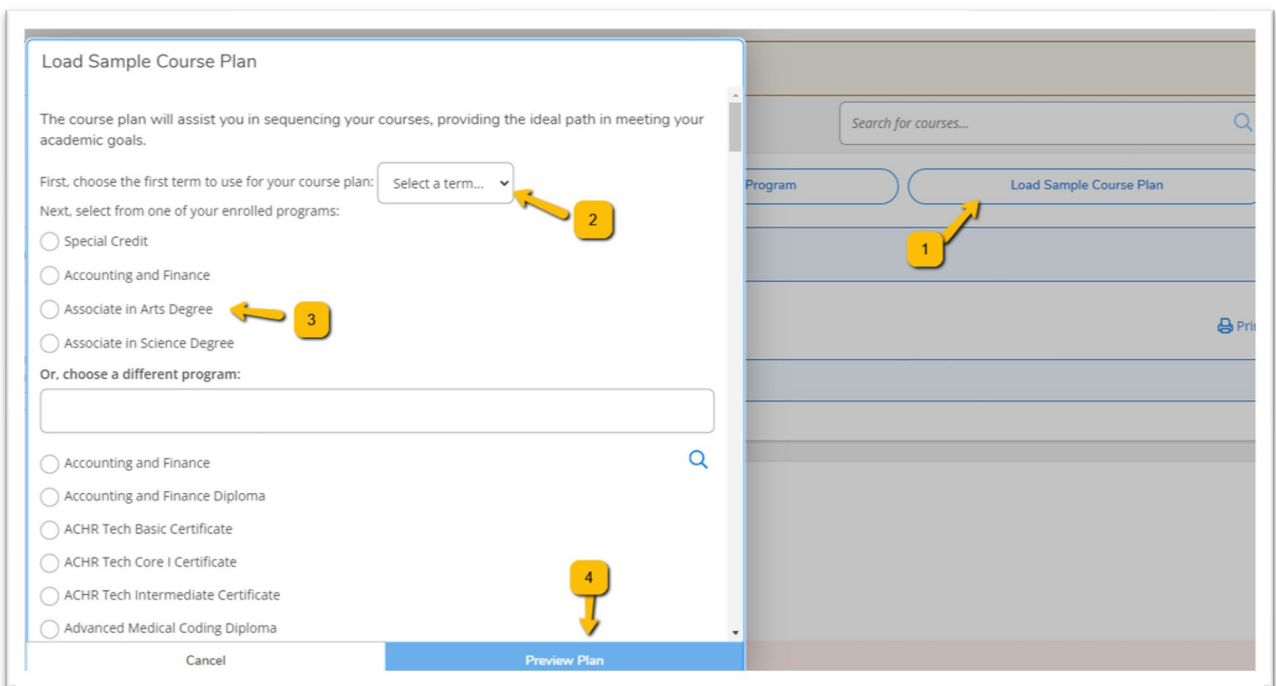 Load Sample Course Plan
The course plan will assist you in sequencing your courses, providing the ideal path in meeting your
academic goals.
First, choose the first term to use for your course plan: Select a term...
2
Next, select from one of your enrolled programs:
Special Credit
Accounting and Finance
Associate in Arts Degree
3
Associate in Science Degree
Or, choose a different program:
Accounting and Finance
Accounting and Finance Diploma
ACHR Tech Basic Certificate
ACHR Tech Core I Certificate
ACHR Tech Intermediate Certificate
Advanced Medical Coding Diploma
4
Cancel
Preview Plan
Search for courses...
Program
Load Sample Course Plan
1
Pri